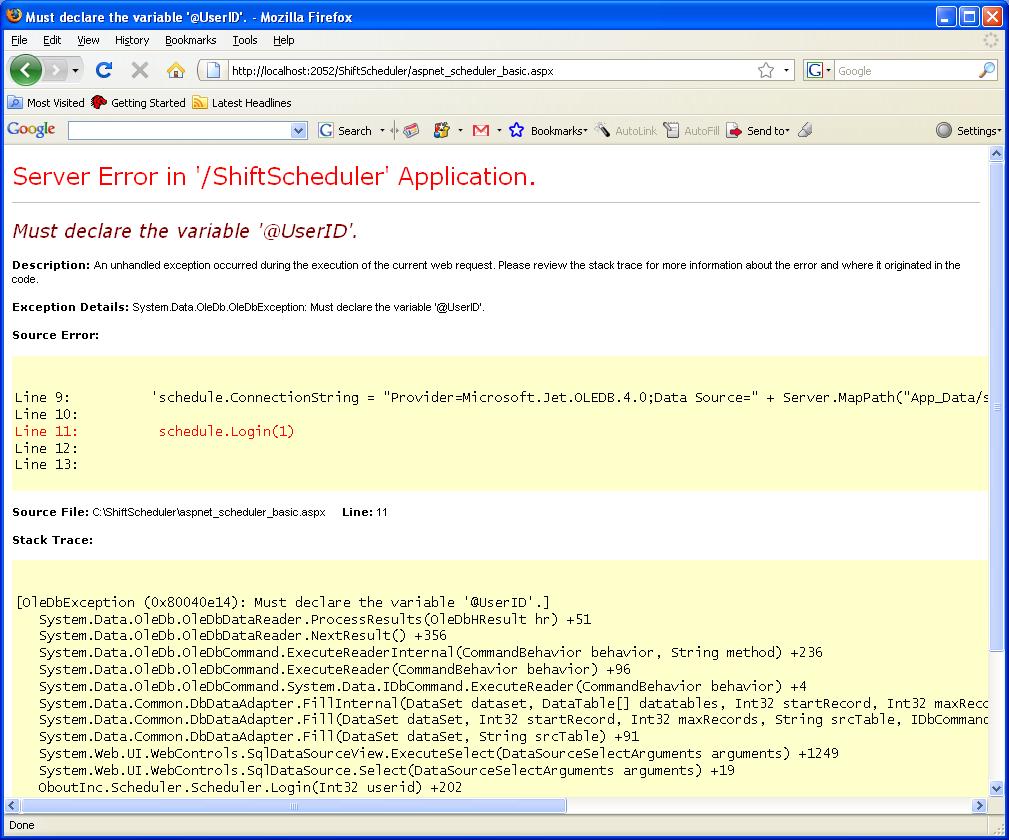 Must declare the variable '@UserID'. - Mozilla Firefox
File Edit View History Bookmarks Tools Help
http://localhost:2052/ShiftScheduler/aspnet_scheduler_basic.aspx
G Google
Most Visited Getting Started Latest Headlines
Google G Search Bookmarks AutoLink AutoFill Send to Settings
Server Error in '/ShiftScheduler' Application.
Must declare the variable '@UserID'.
Description: An unhandled exception occurred during the execution of the current web request. Please review the stack trace for more information about the error and where it originated in the
code.
Exception Details: System.Data.OleDb.OleDbException: Must declare the variable '@UserID'.
Source Error:
Line 9: 'schedule.ConnectionString = "Provider=Microsoft.Jet.OLEDB.4.0;Data Source=" + Server.MapPath("App_Data/s
Line 10:
Line 11: schedule.Login(1)
Line 12:
Line 13:
Source File: C:\ShiftScheduler\aspnet_scheduler_basic.aspx Line: 11
Stack Trace:
[OleDbException (0x80040e14): Must declare the variable '@UserID'.]
System.Data.OleDb.OleDbDataReader.ProcessResults(OleDbHResult hr) +51
System.Data.OleDb.OleDbDataReader.NextResult() +356
System.Data.OleDb.OleDbCommand.ExecuteReaderInternal(CommandBehavior behavior, String method) +236
System.Data.OleDb.OleDbCommand.ExecuteReader(CommandBehavior behavior) +96
System.Data.OleDb.OleDbCommand.System.Data.IDbCommand.ExecuteReader(CommandBehavior behavior) +4
System.Data.Common.DbDataAdapter.FillInternal(DataSet dataset, DataTable[] datatables, Int32 startRecord, Int32 maxRec
System.Data.Common.DbDataAdapter.Fill(DataSet dataSet, Int32 startRecord, Int32 maxRecords, String srcTable, IDbCommand
System.Data.Common.DbDataAdapter.Fill(DataSet dataSet, String srcTable) +91
System.Web.UI.WebControls.SqlDataSourceView.ExecuteSelect(DataSourceSelectArguments arguments) +1249
System.Web.UI.WebControls.SqlDataSource.Select(DataSourceSelectArguments arguments) +19
OboutInc.Scheduler.Scheduler.Login(Int32 userid) +202
Done